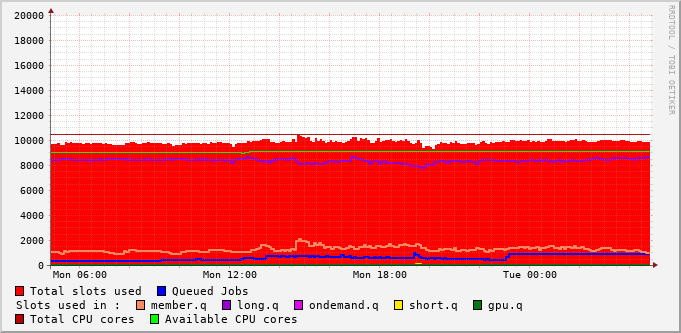 20000
18000
16000
14000
12000
10000
8000
6000
4000
2000
0
Mon 06:00 Mon 12:00 Mon 18:00 Tue 00:00
Total slots used Queued Jobs
Slots used in : member.q long.q ondemand.q short.q gpu.q
Total CPU cores Available CPU cores
RRDTOOL / TOBI OETIKER